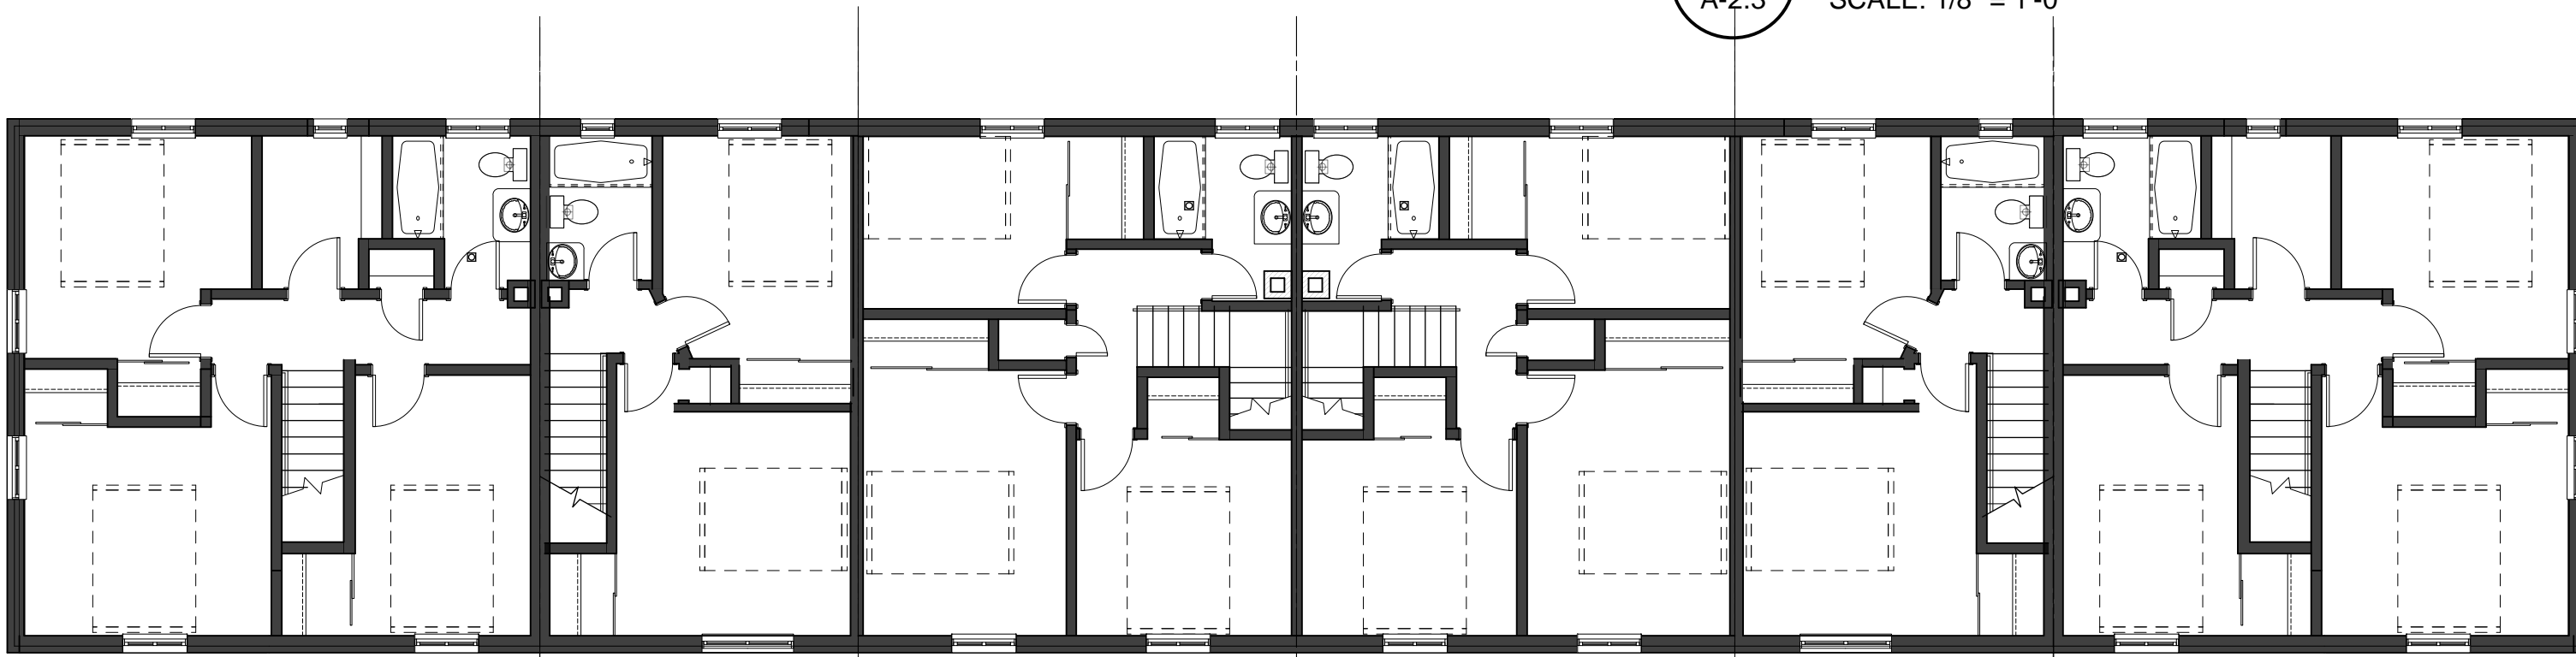 A-2.3
SCALE: 1/8" = 1'-0"